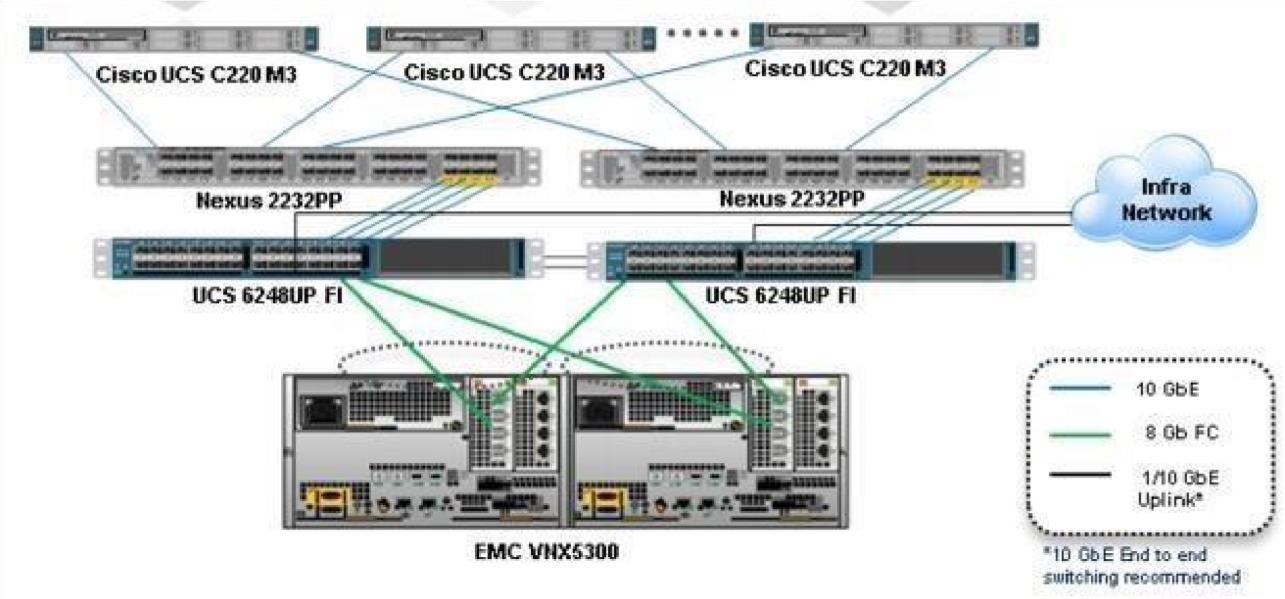 Cisco UCS C220 M3
Cisco UCS C220 M3
Cisco UCS C220 M3
Nexus 2232PP
Nexus 2232PP
Infra
Network
UCS 6248UP FI
UCS 6248UP FI
EMC VNX5300
10 GbE
8 Gb FC
1/10 GbE
Uplink*
*10 GbE End to end
switching recommended